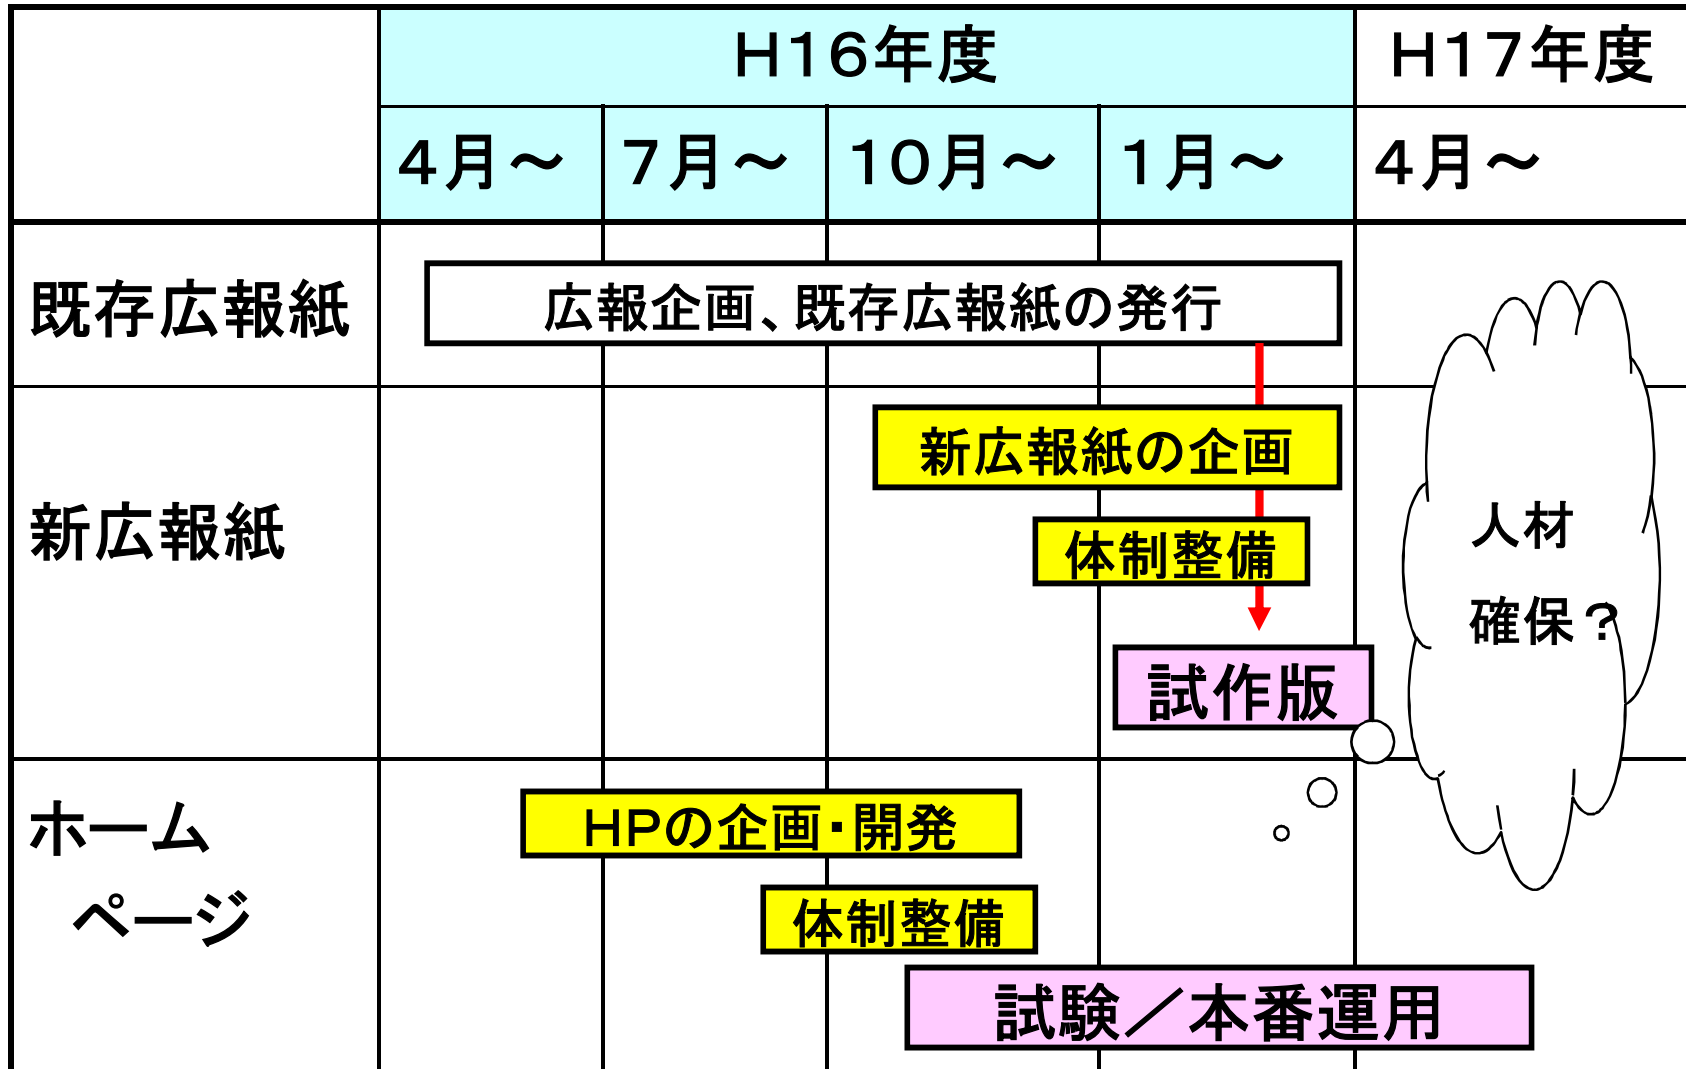 H16年度
H17年度
4月～
7月～
10月～
1月～
4月～
既存広報紙
広報企画、既存広報紙の発行
新広報紙の企画
新広報紙
体制整備
試作版
人材
確保？
ホーム
ページ
HPの企画・開発
体制整備
試験／本番運用